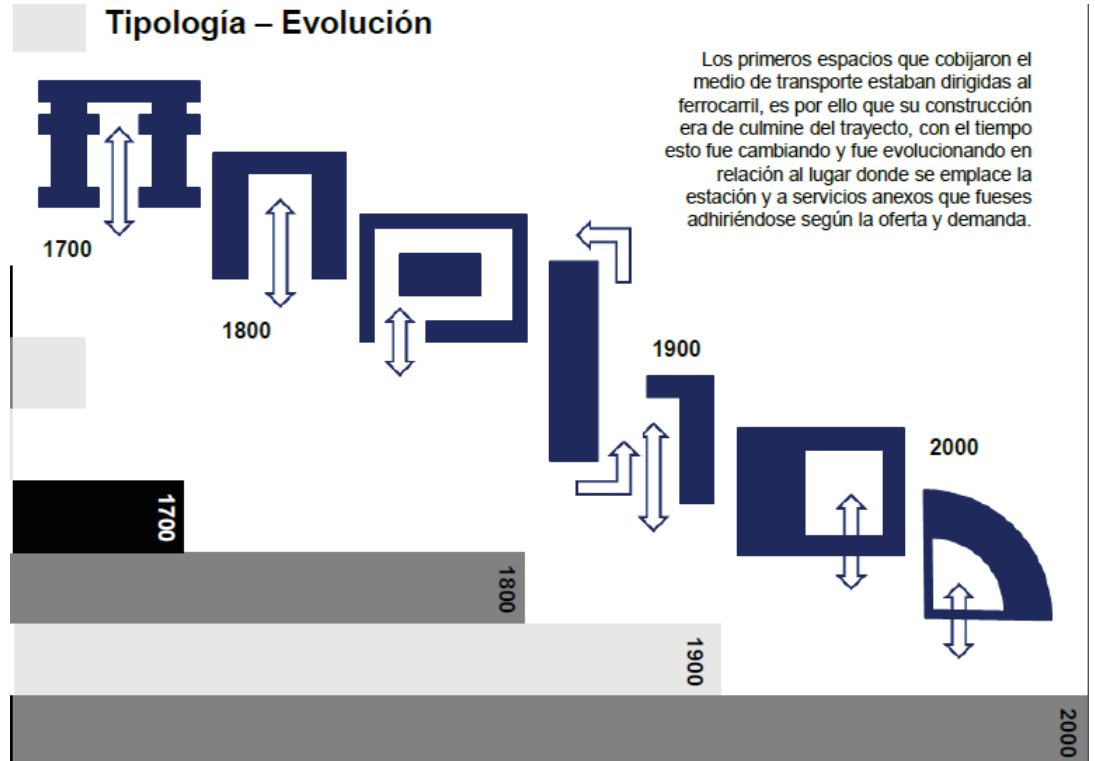 Tipología – Evolución
Los primeros espacios que cobijaron el
medio de transporte estaban dirigidas al
ferrocarril, es por ello que su construcción
era de culmine del trayecto, con el tiempo
esto fue cambiando y fue evolucionando en
relación al lugar donde se emplace la
estación y a servicios anexos que fueses
adhiriéndose según la oferta y demanda.
1700
1800
1900
2000
1700
1800
1900
2000